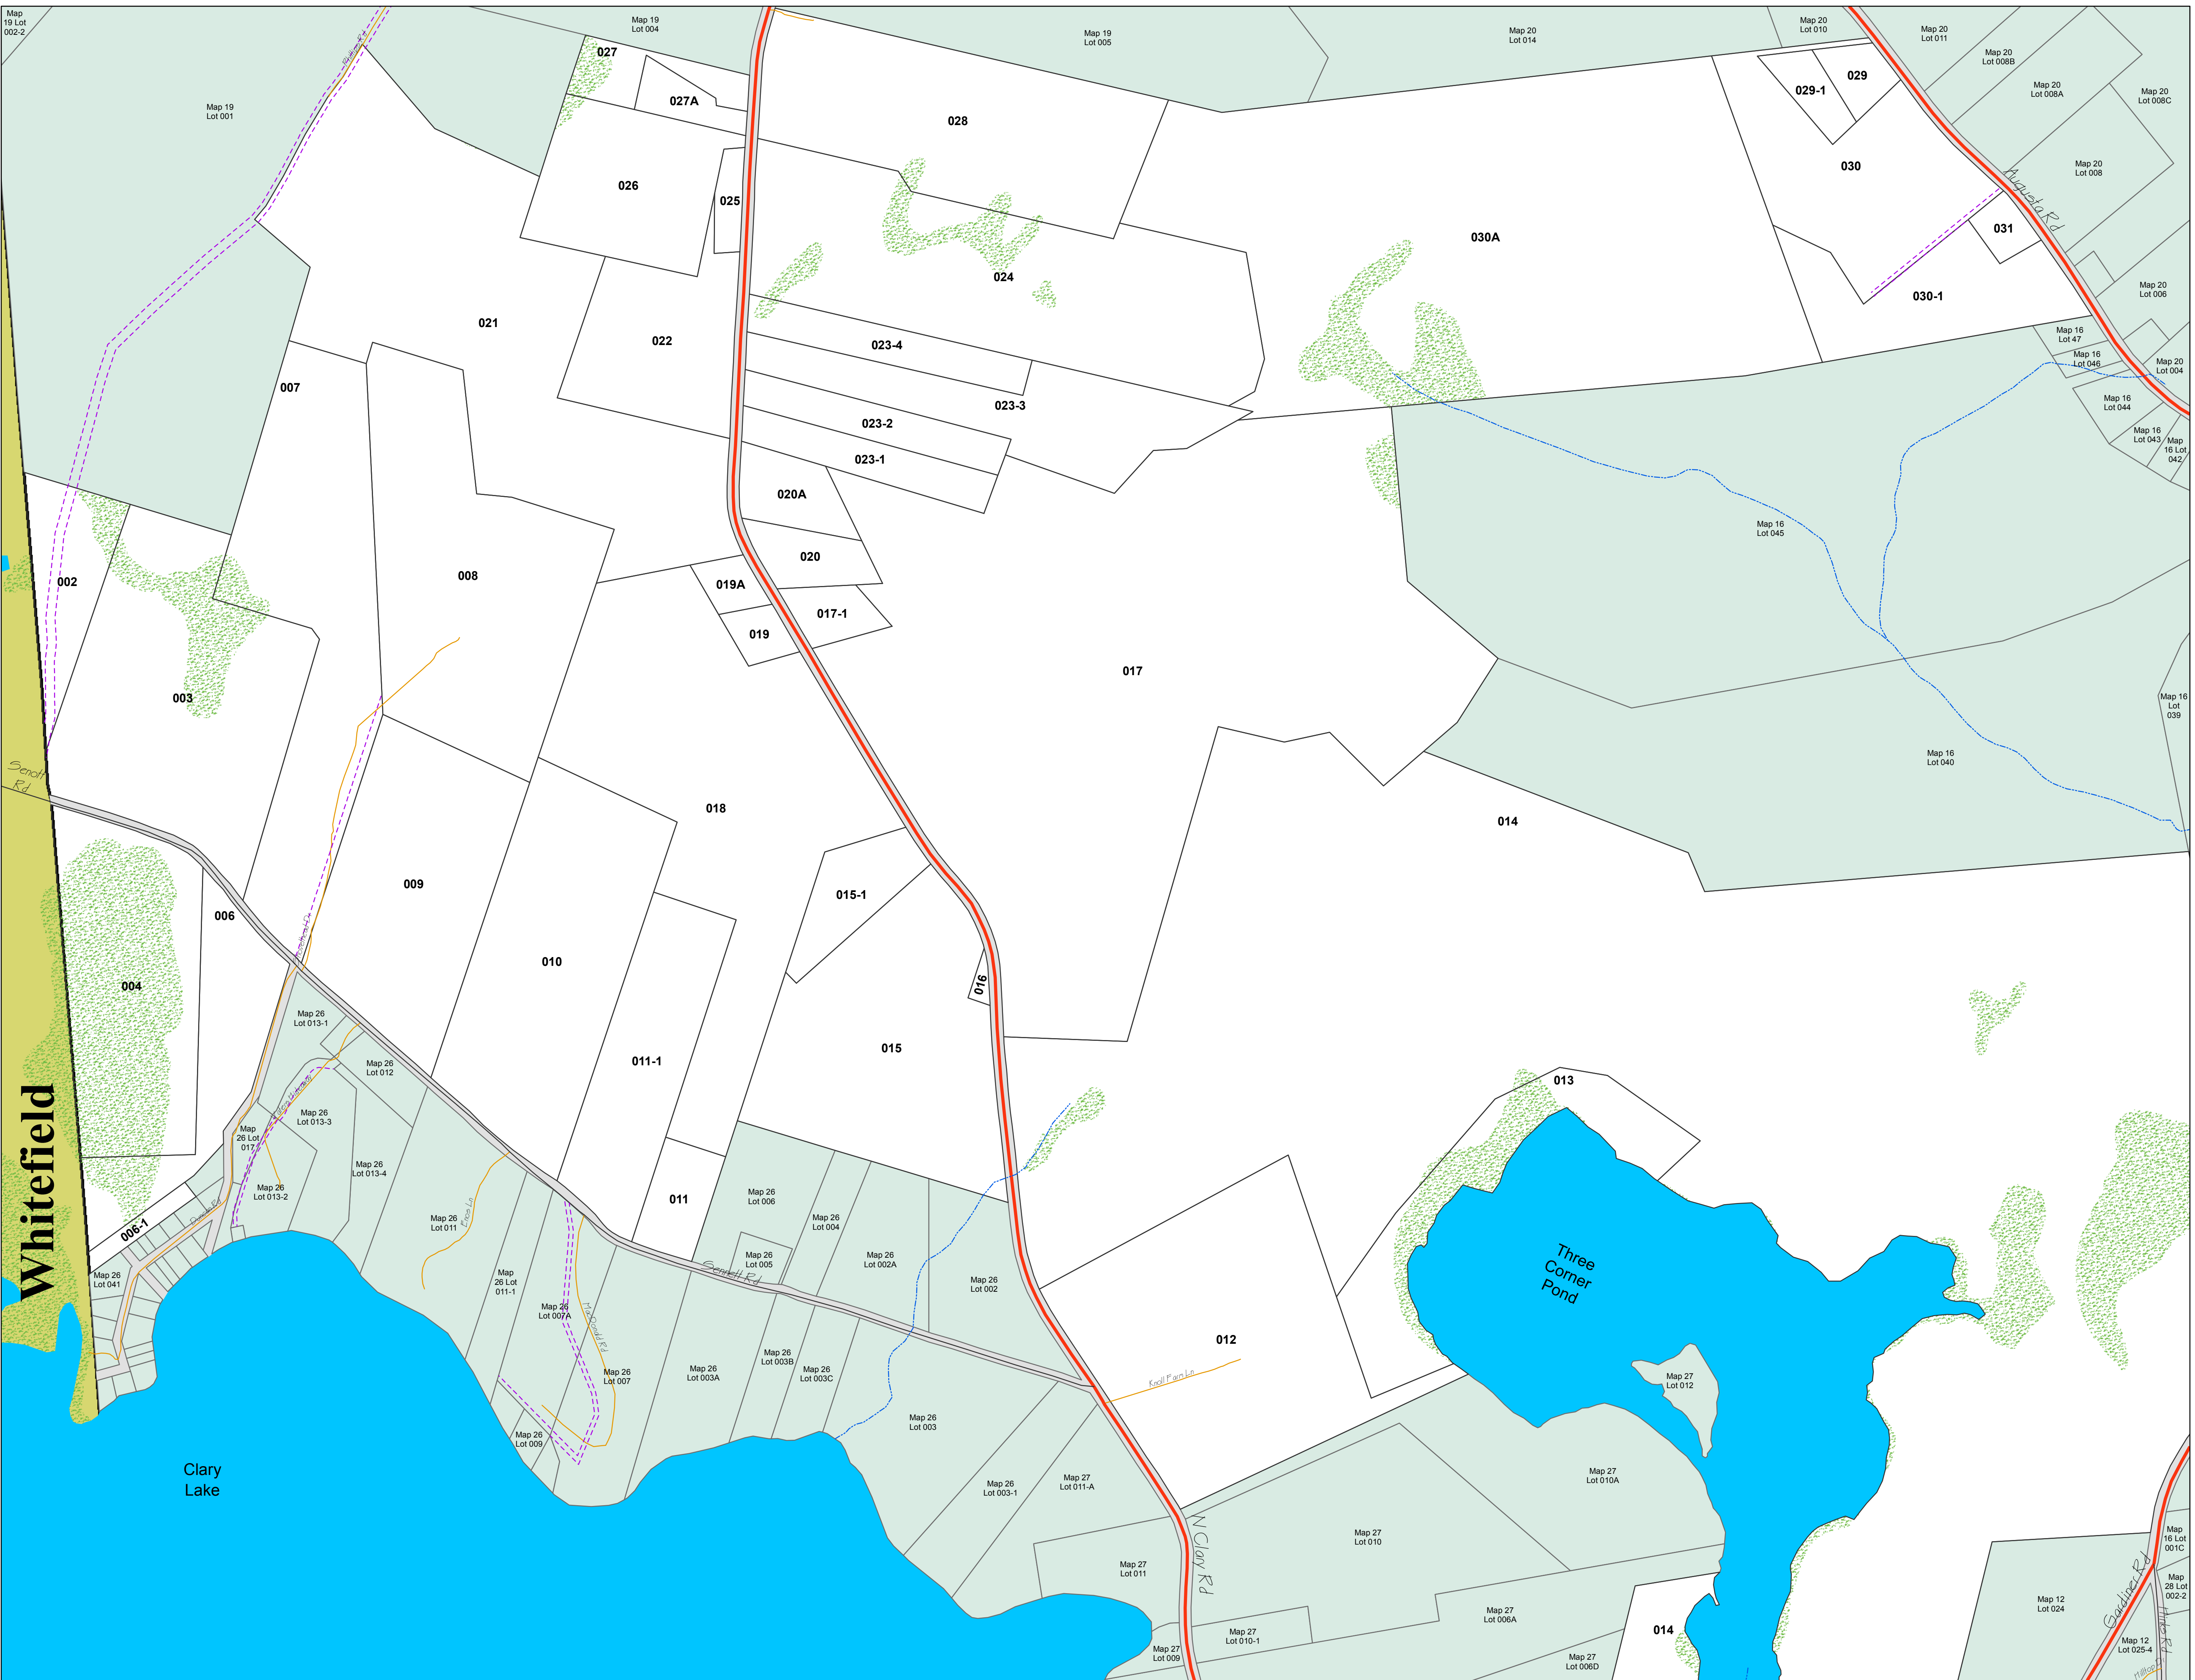 Map
19 Lot
002-2
Map 19
Lot 004
Map 19
Lot 005
Map 20
Lot 014
Map 20
Lot 010
Map 20
Lot 011
Map 20
Lot 008B
Map 20
Lot 008A
Map 20
Lot 008C
Map 19
Lot 001
027
027A
028
029
029-1
026
025
030
Map 20
Lot 008
Augusta Rd
031
030A
024
030-1
Map 20
Lot 006
021
022
023-4
Map 16
Lot 47
Map 16
Lot 046
Map 20
Lot 004
007
023-3
Map 16
Lot 044
023-2
Map 16
Lot 043
Map
16 Lot
042
023-1
020A
Map 16
Lot 045
020
002
008
019A
017-1
019
017
003
Map 16
Lot
039
Map 16
Lot 040
Senott
Rd
018
014
009
015-1
006
010
004
016
Map 26
Lot 013-1
015
011-1
Map 26
Lot 012
013
Map 26
Lot 013-3
Map
26 Lot
017
Map 26
Lot 013-4
Map 26
Lot 013-2
011
Map 26
Lot 006
Map 26
Lot 004
Map 26
Lot 011
Enos Ln
006-1
Whitefield
Map 26
Lot 041
Map 26
Lot 005
Map 26
Lot 002A
Sennett Rd
Map
26 Lot
011-1
Map 26
Lot 002
Three
Corner
Pond
Map 26
Lot 007A
MacDonald Rd
012
Map 26
Lot 003B
Map 26
Lot 003A
Map 26
Lot 003C
Map 26
Lot 007
Knoll Farm Ln
Map 27
Lot 012
Map 26
Lot 003
Map 26
Lot 009
Clary
Lake
Map 26
Lot 003-1
Map 27
Lot 011-A
Map 27
Lot 010A
N Clary Rd
Map 27
Lot 010
Map
16 Lot
001C
Map 27
Lot 011
Gardiner Rd
Map
28 Lot
002-2
Map 12
Lot 024
Hinks Rd
Map 27
Lot 006A
Map 27
Lot 010-1
014
Map 12
Lot 025-4
Map 27
Lot 009
Map 27
Lot 006D